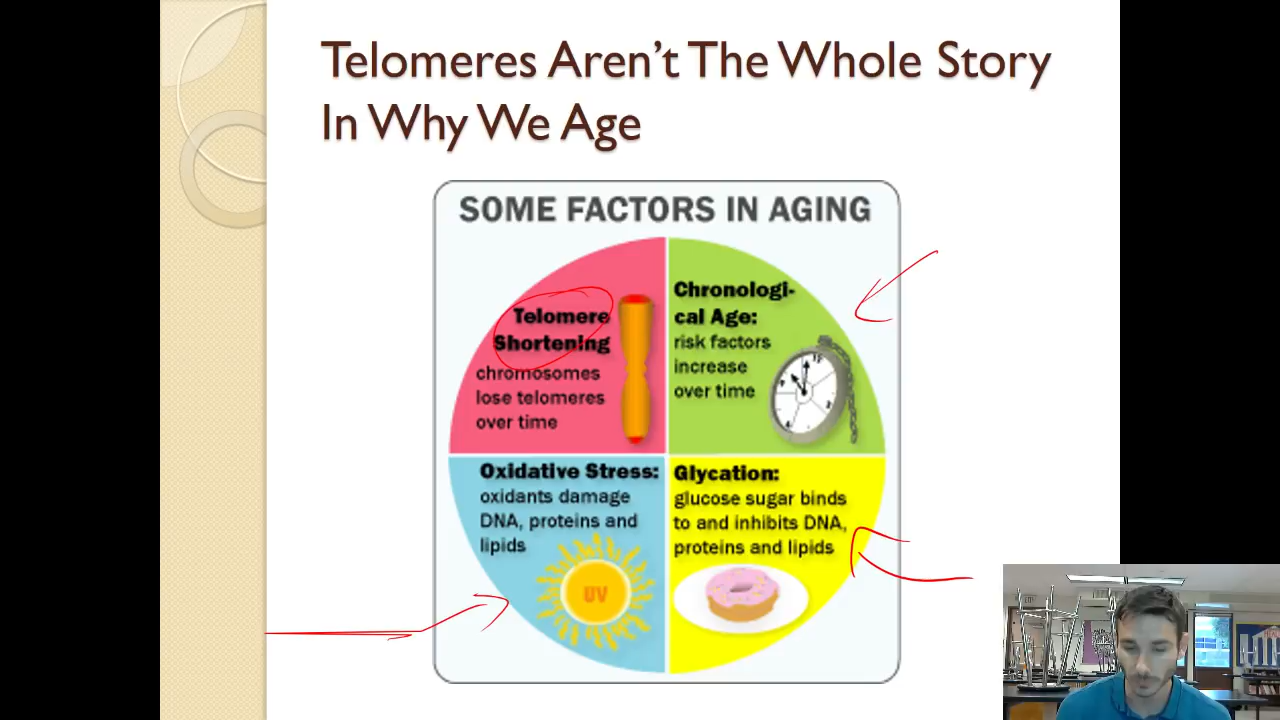 Telomeres Aren't The Whole Story
In Why We Age
SOME FACTORS IN AGING
Telomere
Shortening
chromosomes
lose telomeres
over time
Chronologi-
cal Age:
risk factors
increase
over time
Oxidative Stress:
oxidants damage
DNA, proteins and
lipids
UV
Glycation:
glucose sugar binds
to and inhibits DNA,
proteins and lipids